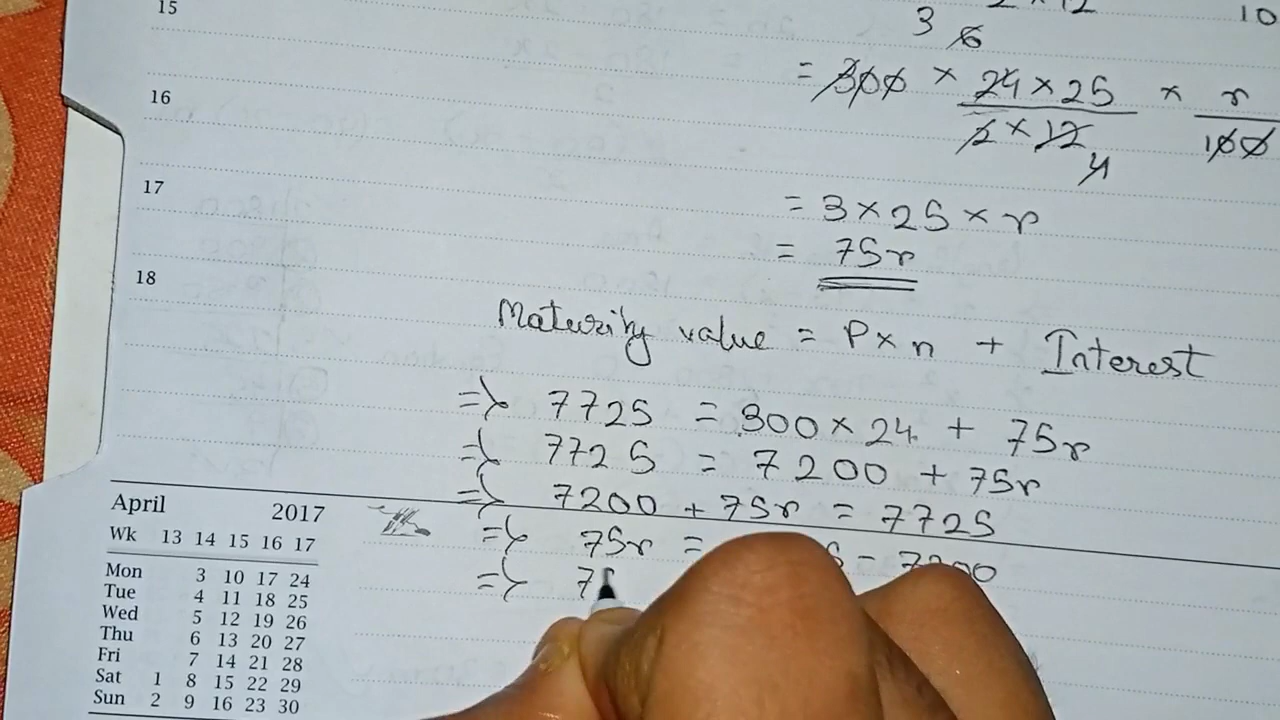 15
10
3 6
= 300 × 24 × 25 × r
2 × 12 100
4
16
17
= 3 × 25 × r
= 75r
18
Maturity value = P × n + Interest
=> 7725 = 300 × 24 + 75r
=> 7725 = 7200 + 75r
=> 7200 + 75r = 7725
=> 75r = 5 - 7200
=> 75
April 2017
Wk 13 14 15 16 17
Mon 3 10 17 24
Tue 4 11 18 25
Wed 5 12 19 26
Thu 6 13 20 27
Fri 7 14 21 28
Sat 1 8 15 22 29
Sun 2 9 16 23 30